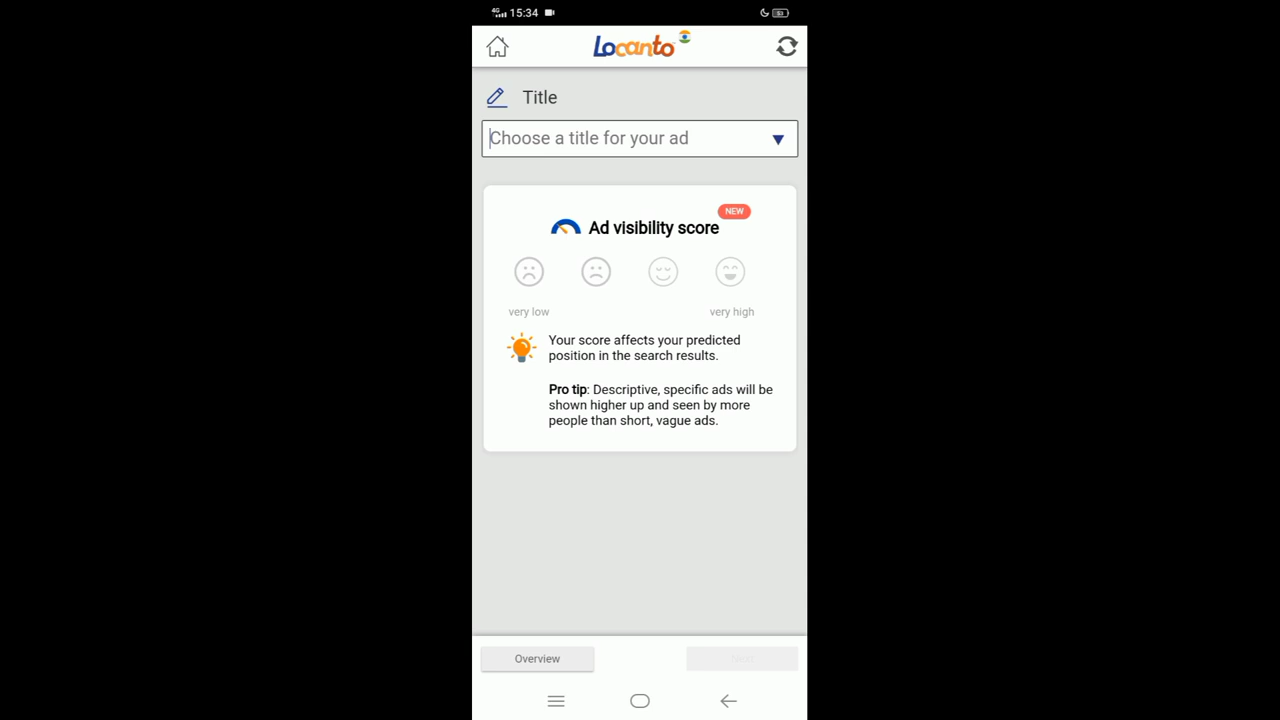 4G 15:34
Locanto
Title
Choose a title for your ad
NEW
Ad visibility score
very low very high
Your score affects your predicted
position in the search results.
Pro tip: Descriptive, specific ads will be
shown higher up and seen by more
people than short, vague ads.
Overview